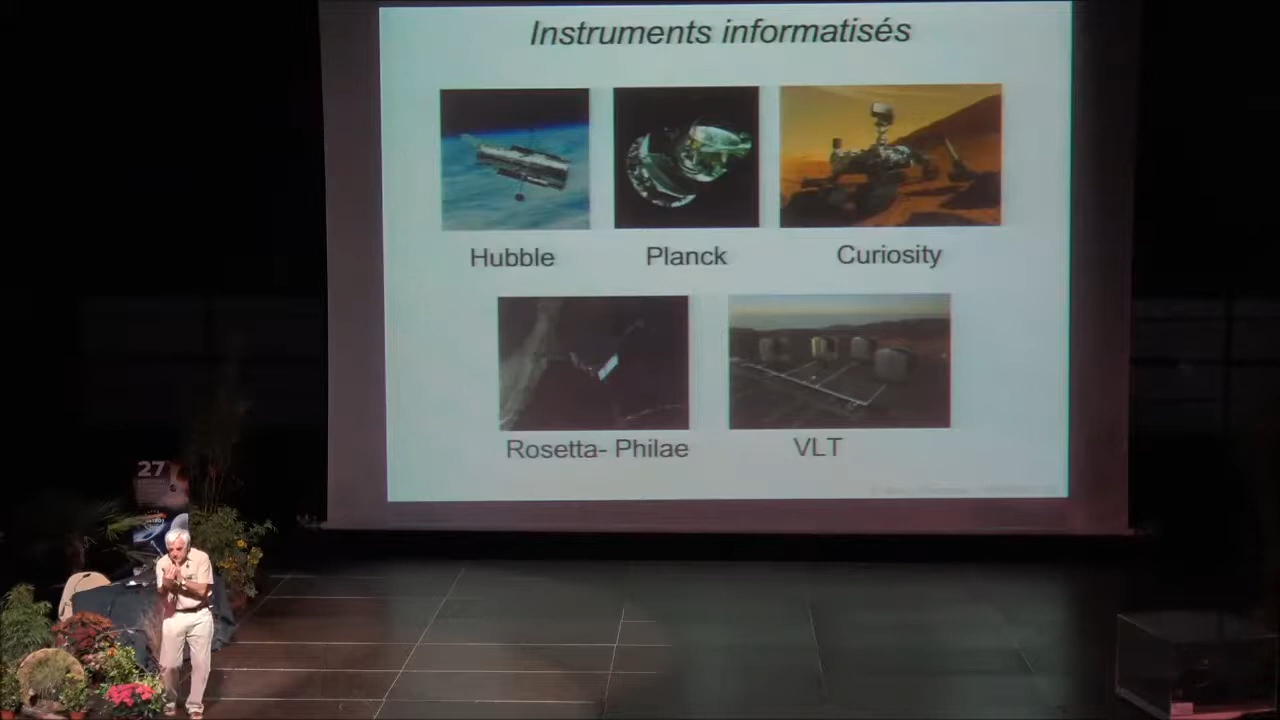 Instruments informatisés
Hubble
Planck
Curiosity
Rosetta- Philae
VLT
27